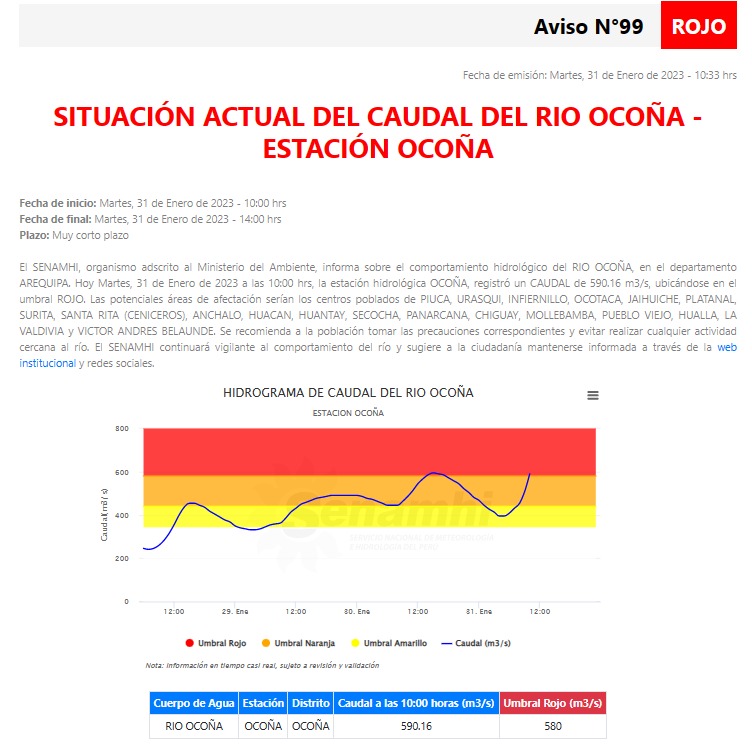 Aviso N°99 ROJO
Fecha de emisión: Martes, 31 de Enero de 2023 - 10:33 hrs
SITUACIÓN ACTUAL DEL CAUDAL DEL RIO OCOÑA -
ESTACIÓN OCOÑA
Fecha de inicio: Martes, 31 de Enero de 2023 - 10:00 hrs
Fecha de final: Martes, 31 de Enero de 2023 - 14:00 hrs
Plazo: Muy corto plazo
El SENAMHI, organismo adscrito al Ministerio del Ambiente, informa sobre el comportamiento hidrológico del RIO OCOÑA, en el departamento
AREQUIPA. Hoy Martes, 31 de Enero de 2023 a las 10:00 hrs, la estación hidrológica OCOÑA, registró un CAUDAL de 590.16 m3/s, ubicándose en el
umbral ROJO. Las potenciales áreas de afectación serían los centros poblados de PIUCA, URASQUI, INFIERNILLO, OCOTACA, JAIHUICHE, PLATANAL,
SURITA, SANTA RITA (CENICEROS), ANCHALO, HUACAN, HUANTAY, SECOCHA, PANARCANA, CHIGUAY, MOLLEBAMBA, PUEBLO VIEJO, HUALLA, LA
VALDIVIA y VICTOR ANDRES BELAUNDE. Se recomienda a la población tomar las precauciones correspondientes y evitar realizar cualquier actividad
cercana al río. El SENAMHI continuará vigilante al comportamiento del río y sugiere a la ciudadanía mantenerse informada a través de la web
institucional y redes sociales.
HIDROGRAMA DE CAUDAL DEL RIO OCOÑA
ESTACION OCOÑA
Caudal(m3/s)
800
600
400
200
0
Senamhi
SERVICIO NACIONAL DE METEOROLOGÍA
E HIDROLOGÍA DEL PERÚ
12:00 29. Ene 12:00 30. Ene 12:00 31. Ene 12:00
Umbral Rojo Umbral Naranja Umbral Amarillo Caudal (m3/s)
Nota: Información en tiempo casi real, sujeto a revisión y validación
Cuerpo de Agua Estación Distrito Caudal a las 10:00 horas (m3/s) Umbral Rojo (m3/s)
RIO OCOÑA OCOÑA OCOÑA 590.16 580